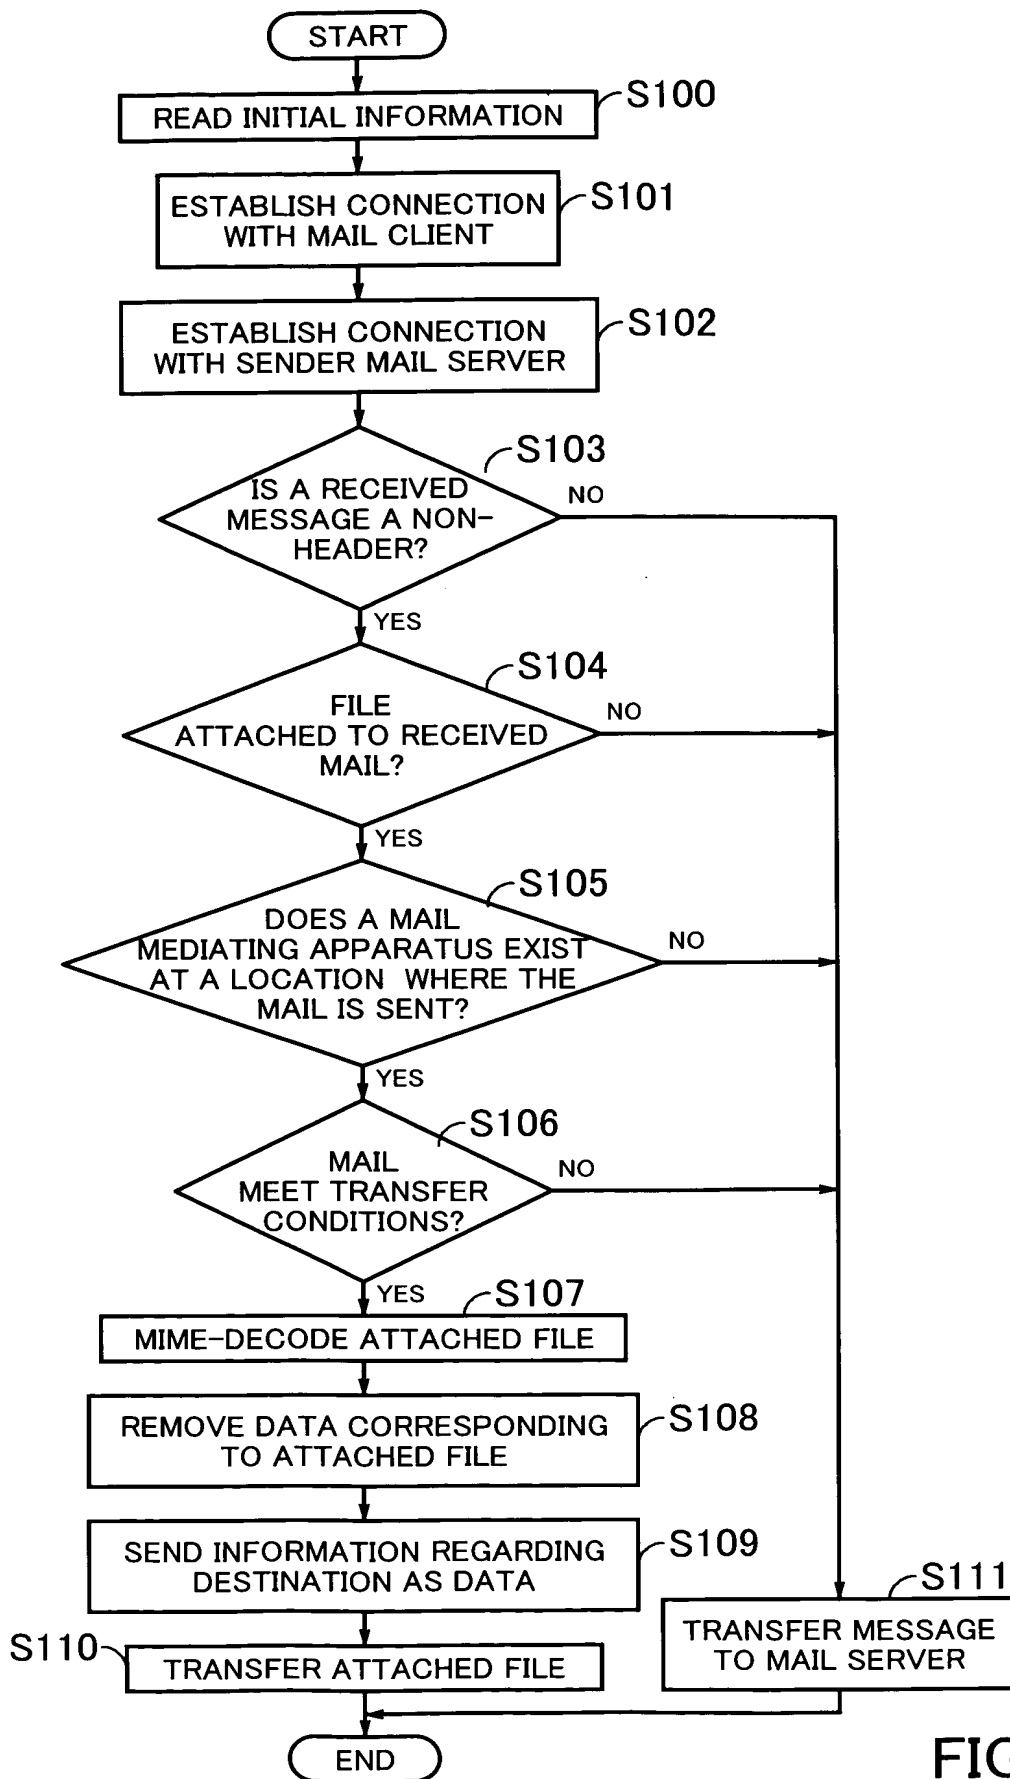 START
S100
READ INITIAL INFORMATION
S101
ESTABLISH CONNECTION
WITH MAIL CLIENT
S102
ESTABLISH CONNECTION
WITH SENDER MAIL SERVER
S103
IS A RECEIVED
MESSAGE A NON-
HEADER?
NO
YES
S104
FILE
ATTACHED TO RECEIVED
MAIL?
NO
YES
S105
DOES A MAIL
MEDIATING APPARATUS EXIST
AT A LOCATION WHERE THE
MAIL IS SENT?
NO
YES
S106
MAIL
MEET TRANSFER
CONDITIONS?
NO
YES
S107
MIME-DECODE ATTACHED FILE
S108
REMOVE DATA CORRESPONDING
TO ATTACHED FILE
S109
SEND INFORMATION REGARDING
DESTINATION AS DATA
S111
TRANSFER MESSAGE
TO MAIL SERVER
S110
TRANSFER ATTACHED FILE
END
FIG